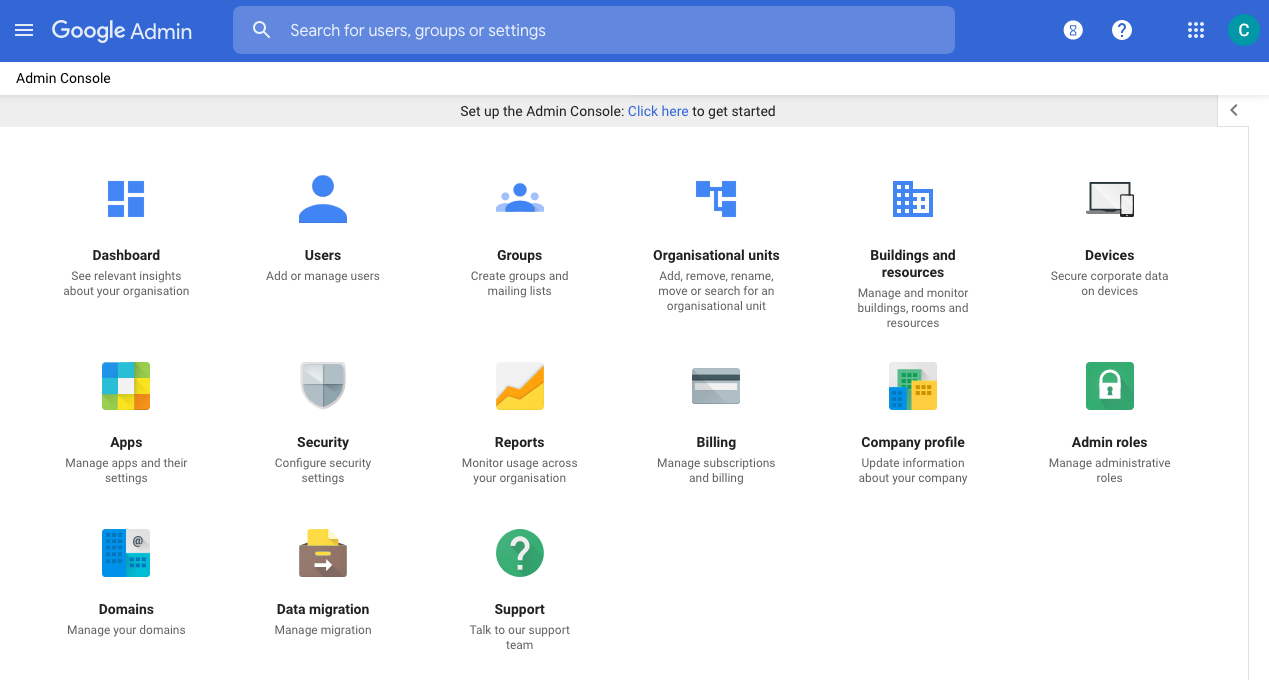 Google Admin
Search for users, groups or settings
C
Admin Console
Set up the Admin Console: Click here to get started
Dashboard
See relevant insights
about your organisation
Users
Add or manage users
Groups
Create groups and
mailing lists
Organisational units
Add, remove, rename,
move or search for an
organisational unit
Buildings and
resources
Manage and monitor
buildings, rooms and
resources
Devices
Secure corporate data
on devices
Apps
Manage apps and their
settings
Security
Configure security
settings
Reports
Monitor usage across
your organisation
Billing
Manage subscriptions
and billing
Company profile
Update information
about your company
Admin roles
Manage administrative
roles
@
Domains
Manage your domains
Data migration
Manage migration
Support
Talk to our support
team